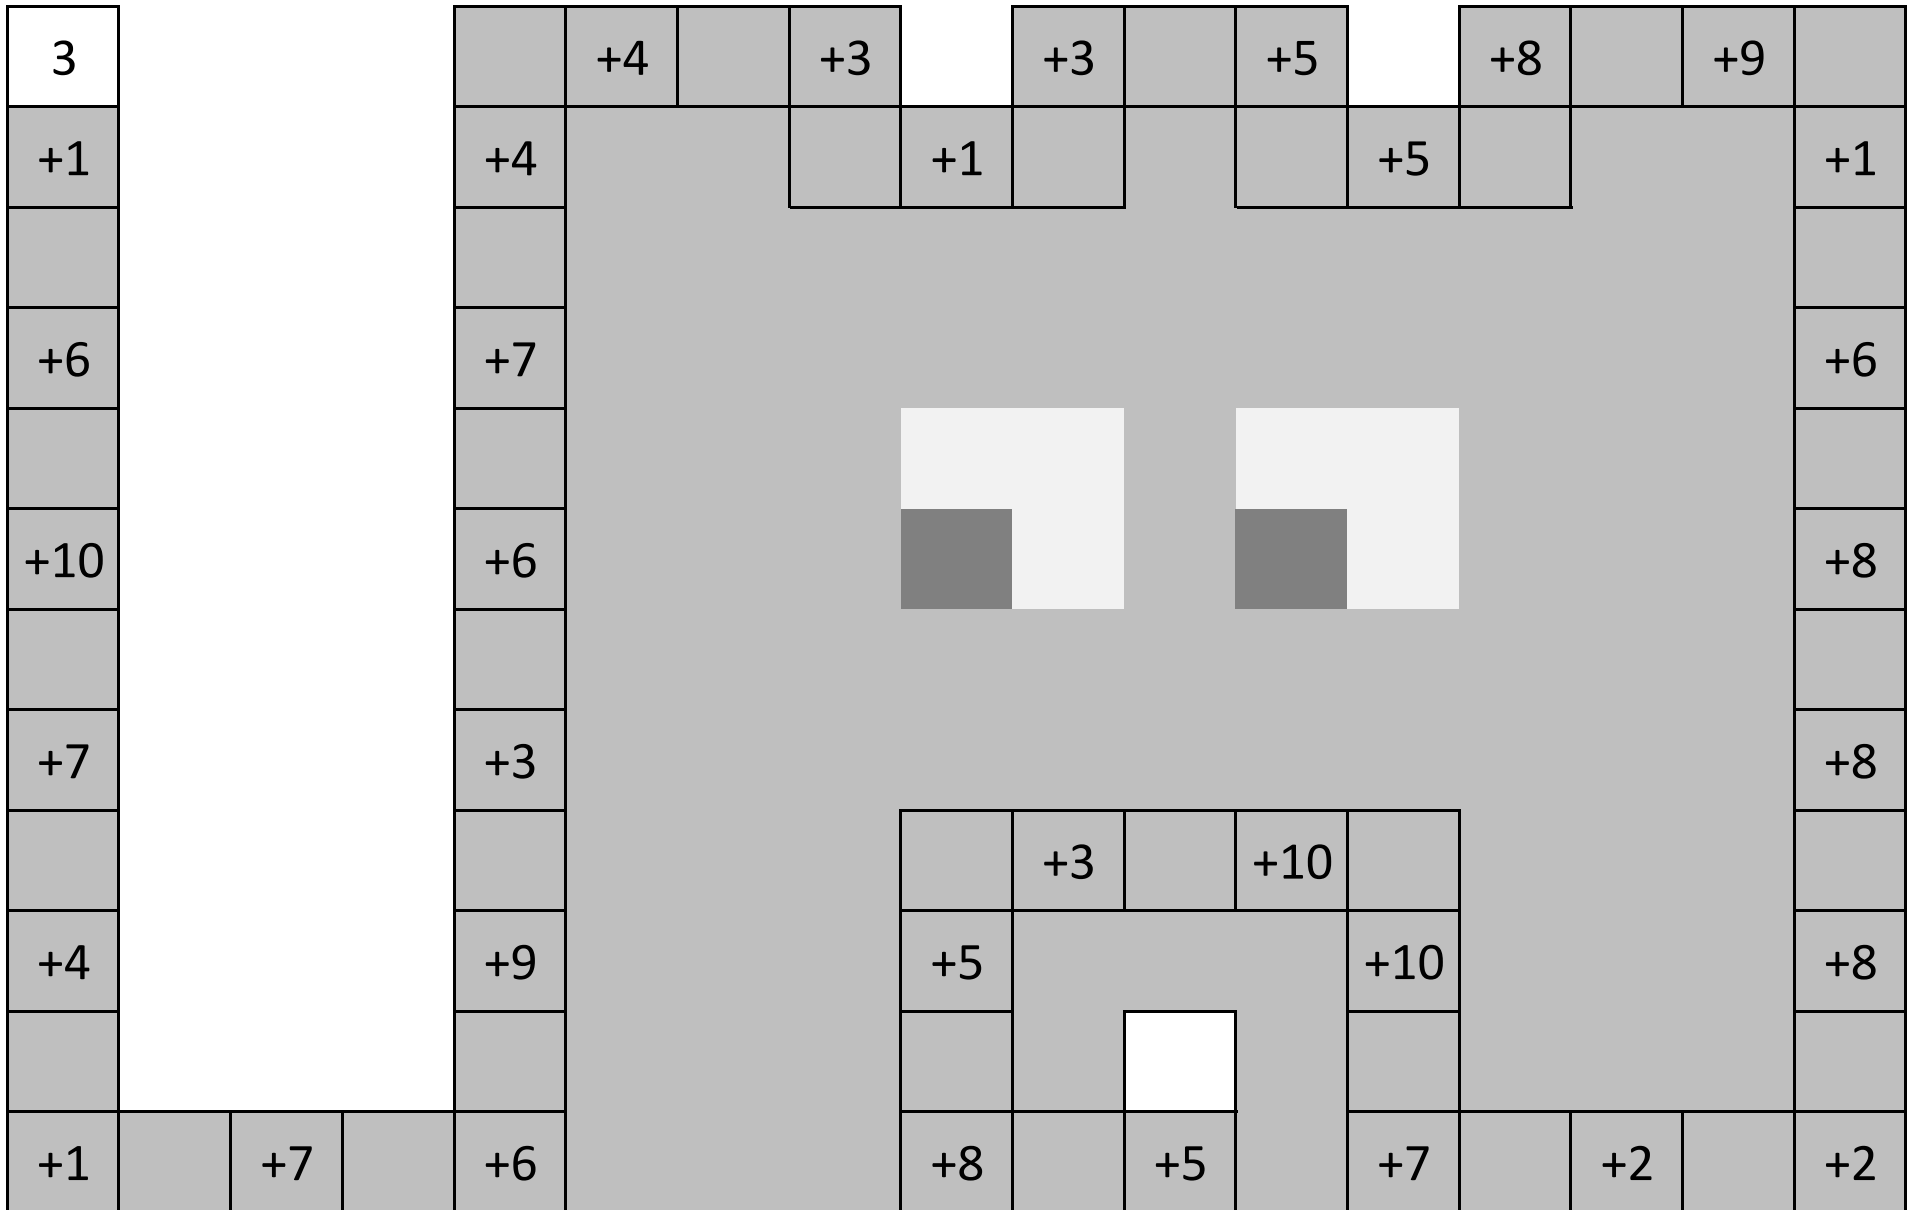 3 +4 +3 +3 +5 +8 +9
+1 +4 +1 +5 +1
+6 +7 +6
+10 +6 +8
+7 +3 +8
+3 +10
+4 +9 +5 +10 +8
+1 +7 +6 +8 +5 +7 +2 +2